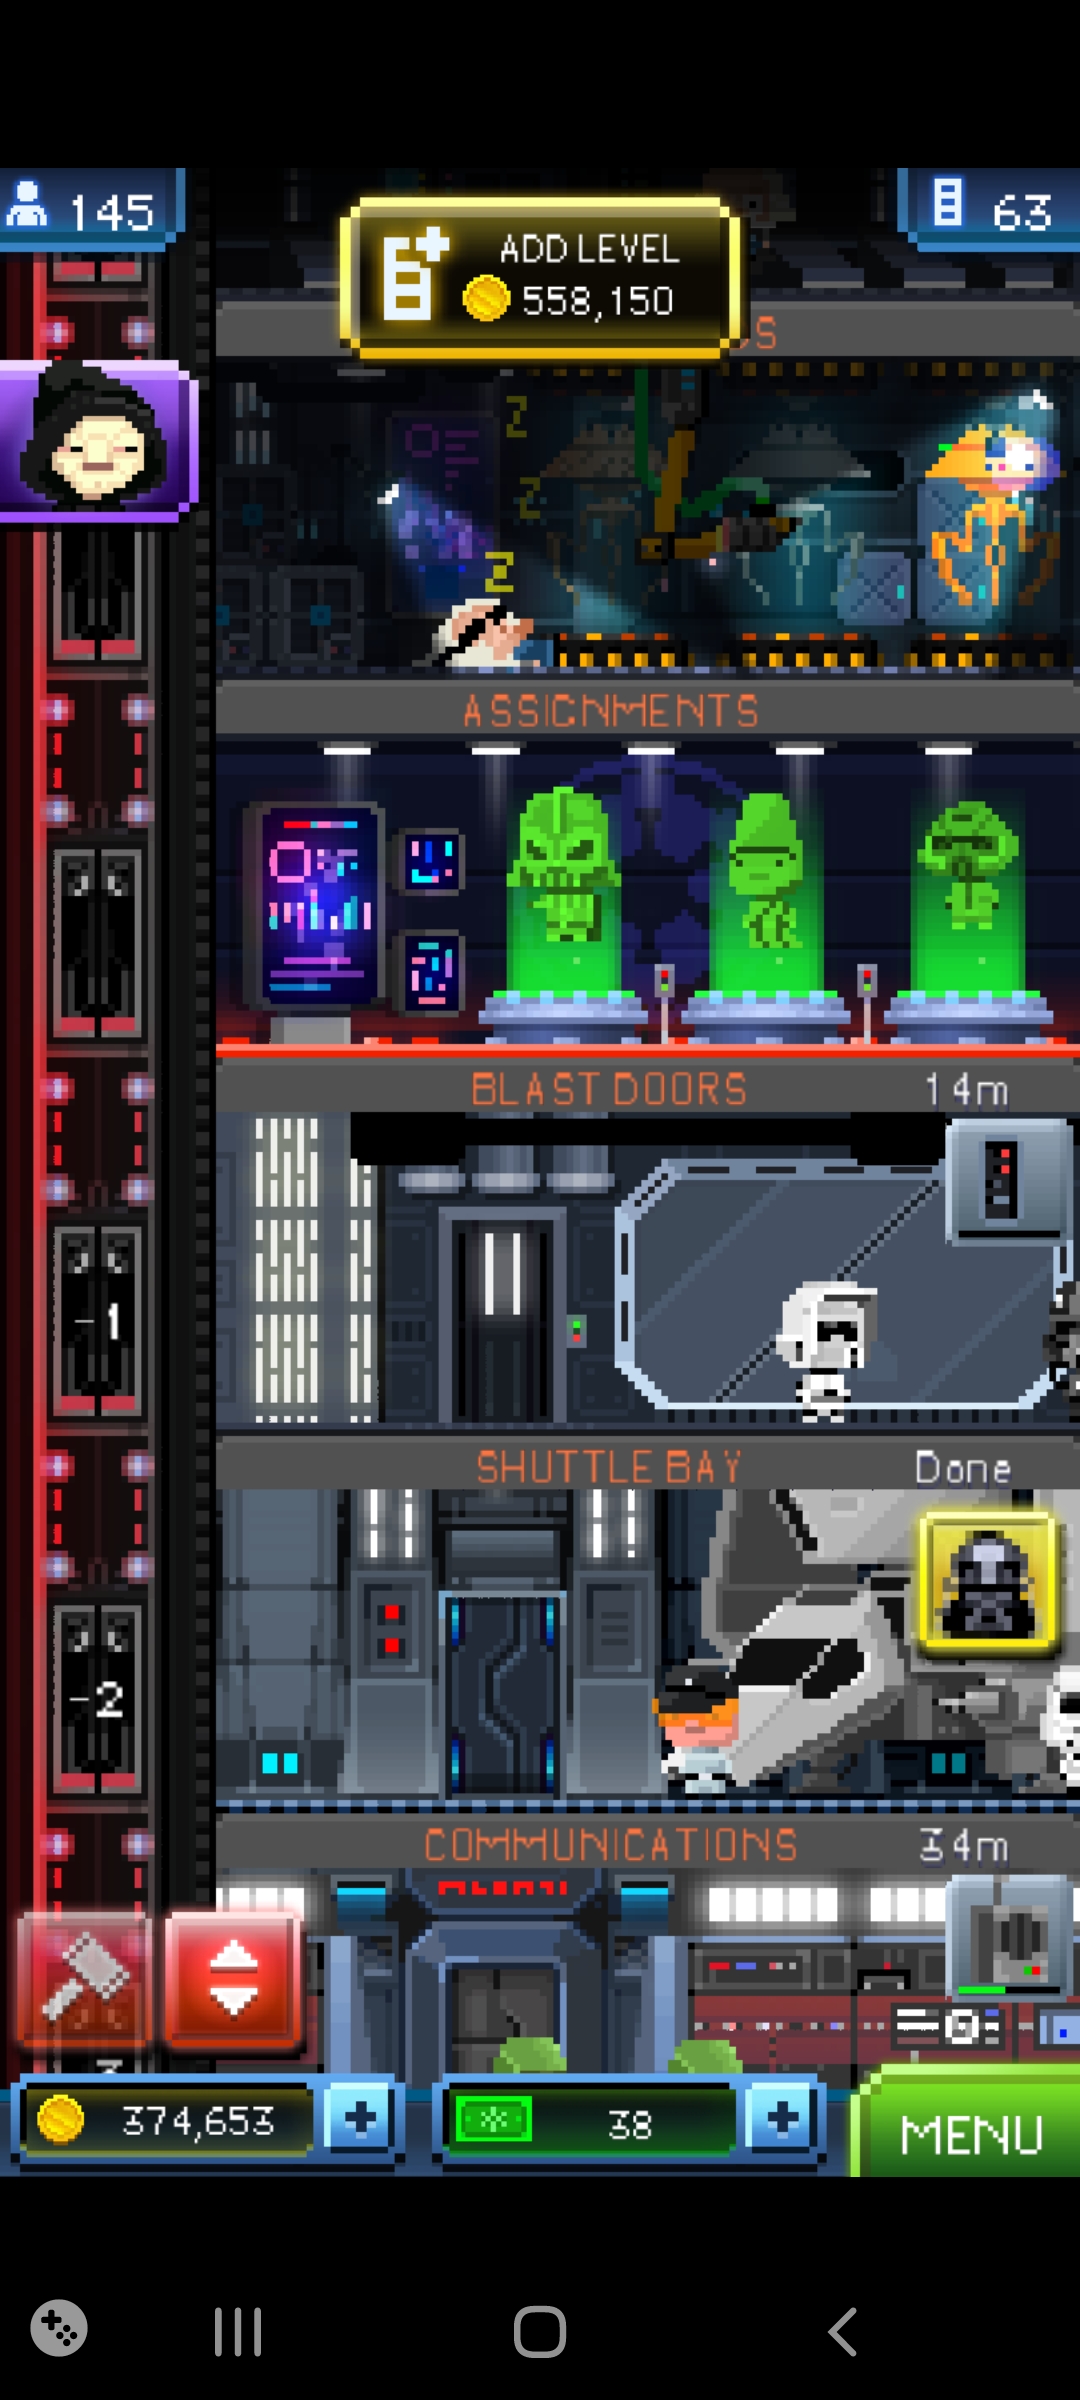 145
63
ADD LEVEL
558,150
Z
Z
Z
ASSIGNMENTS
BLAST DOORS 14m
-1
SHUTTLE BAY Done
-2
COMMUNICATIONS 34m
374,653
38
MENU